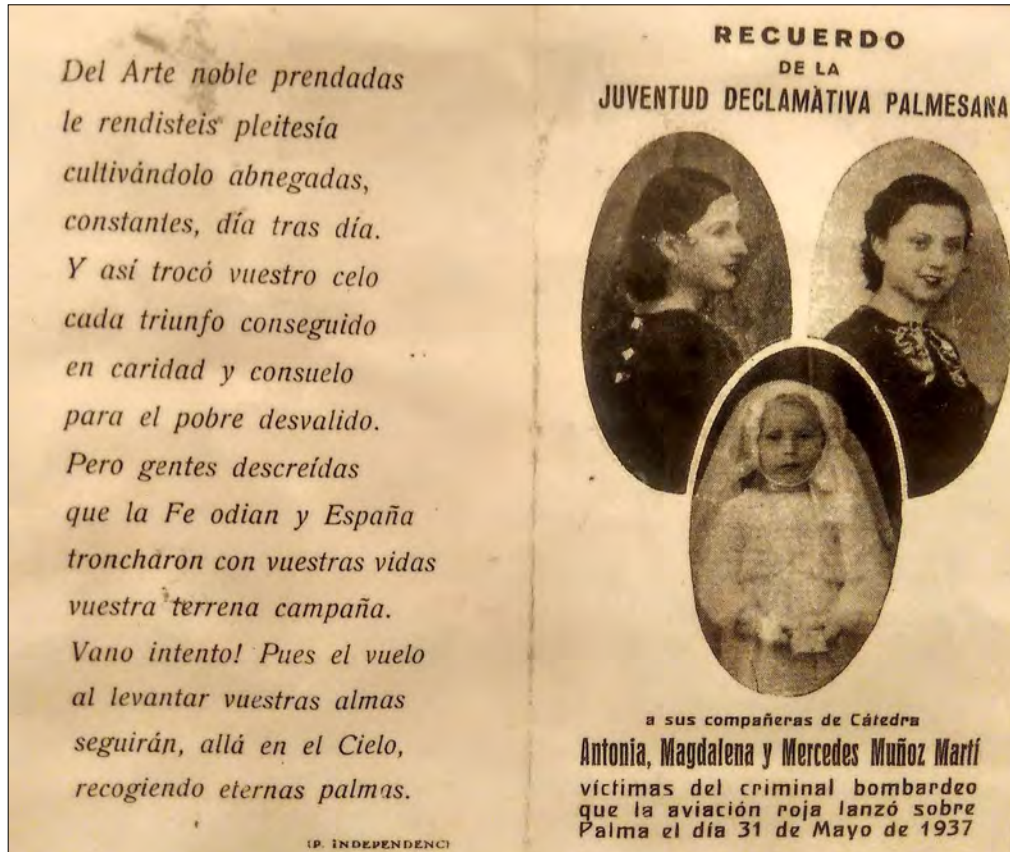 Del Arte noble prendadas
le rendisteis pleitesía
cultivándolo abnegadas,
constantes, día tras día.
Y así trocó vuestro celo
cada triunfo conseguido
en caridad y consuelo
para el pobre desvalido.
Pero gentes descreídas
que la Fe odian y España
troncharon con vuestras vidas
vuestra terrena campaña.
Vano intento! Pues el vuelo
al levantar vuestras almas
seguirán, allá en el Cielo,
recogiendo eternas palmas.
(P. INDEPENDENCI
RECUERDO
DE LA
JUVENTUD DECLAMÀTIVA PALMESANA
a sus compañeras de Cátedra
Antonia, Magdalena y Mercedes Muñoz Martí
víctimas del criminal bombardeo
que la aviación roja lanzó sobre
Palma el día 31 de Mayo de 1937